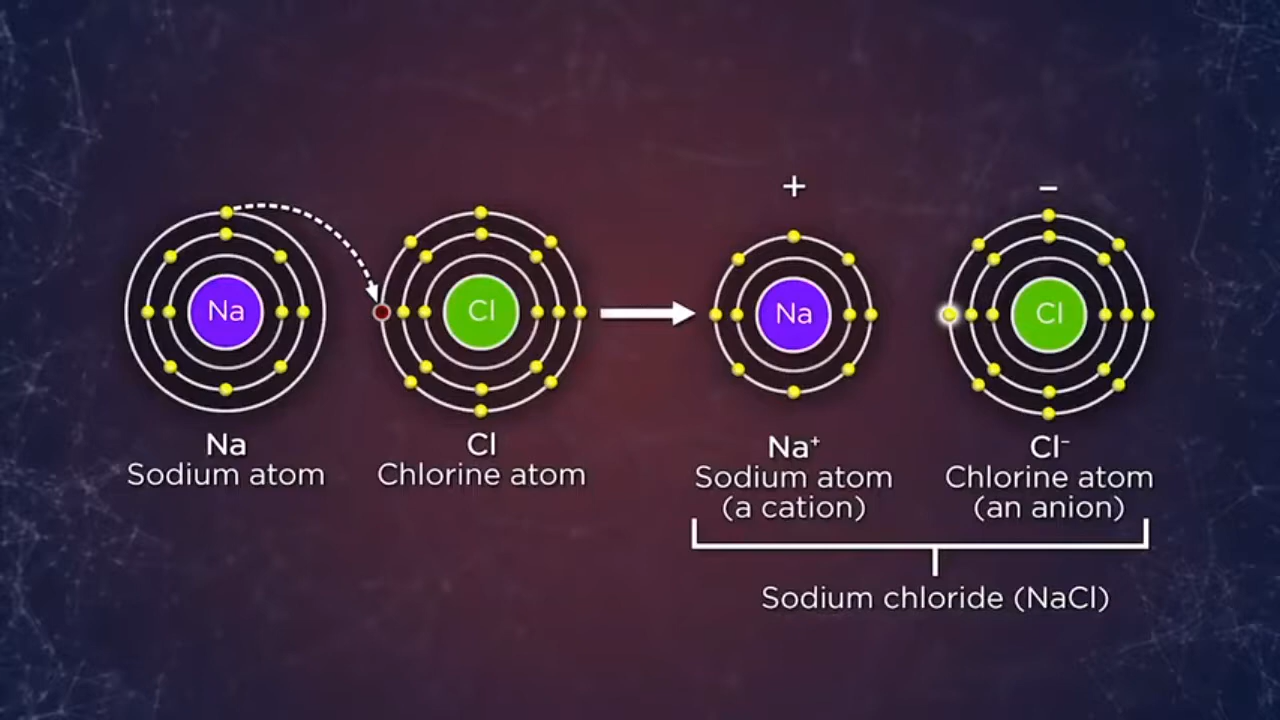 +
−
Na
Cl
Na
Cl
Na
Sodium atom
Cl
Chlorine atom
Na⁺
Sodium atom
(a cation)
Cl⁻
Chlorine atom
(an anion)
Sodium chloride (NaCl)